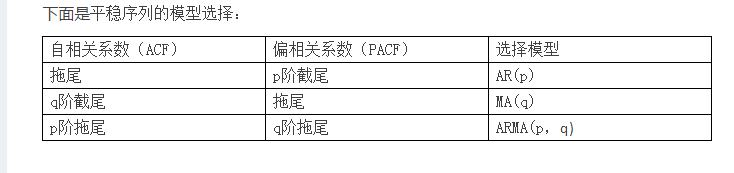 下面是平稳序列的模型选择：
自相关系数（ACF） 偏相关系数（PACF） 选择模型
拖尾 p阶截尾 AR(p)
q阶截尾 拖尾 MA(q)
p阶拖尾 q阶拖尾 ARMA(p，q)